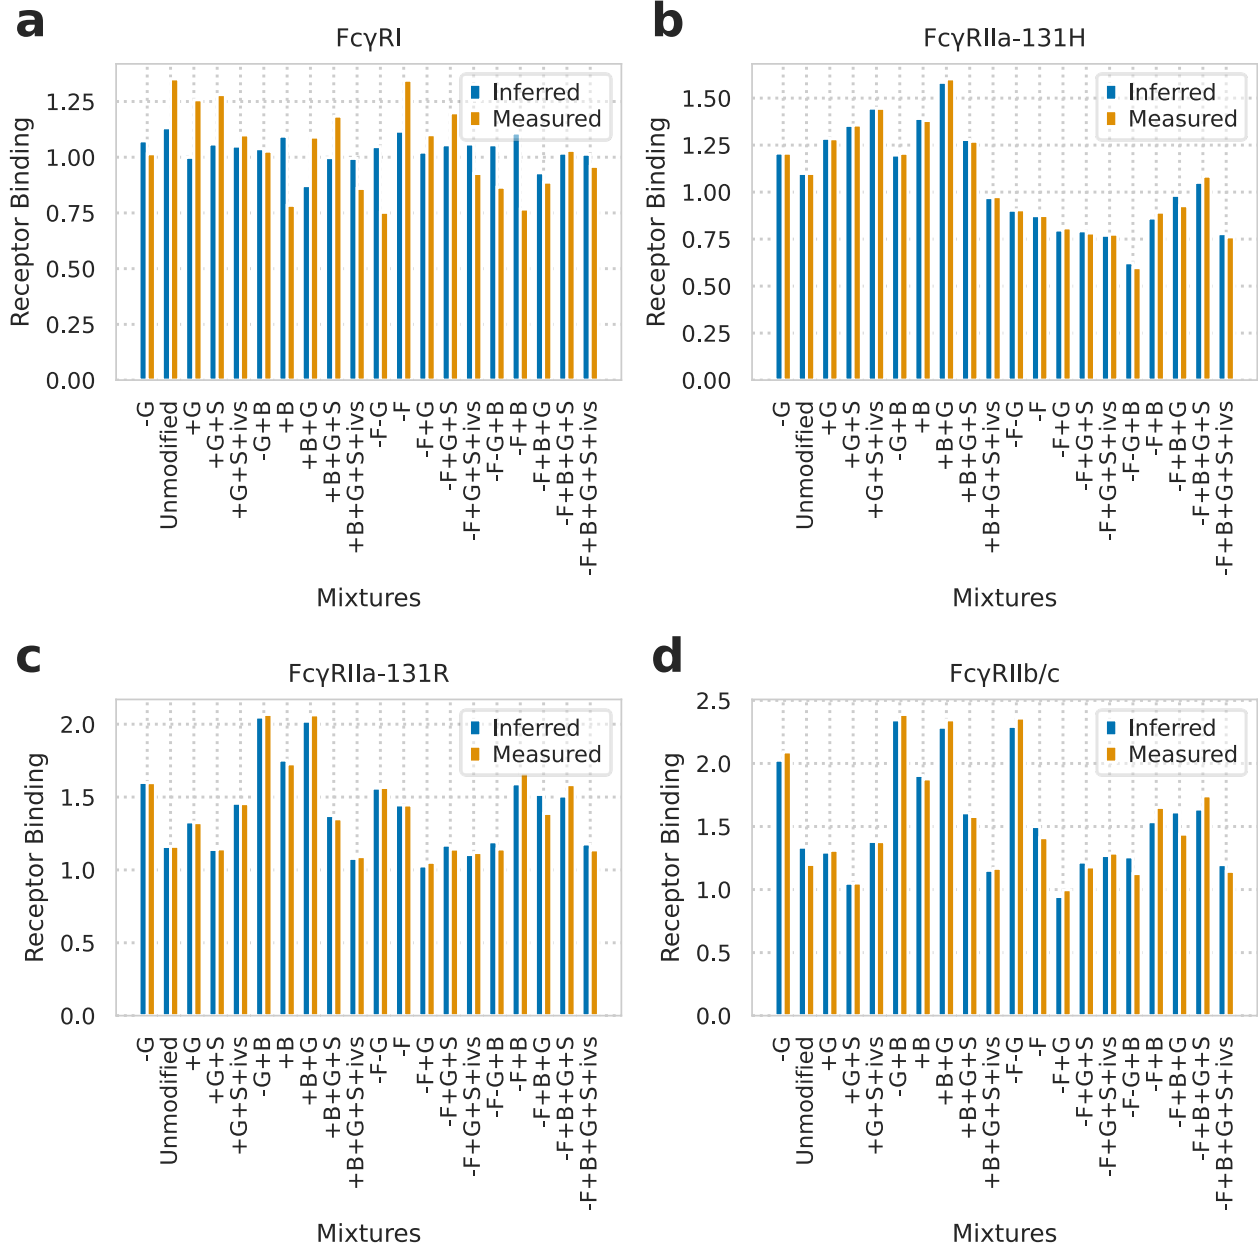 a
FcγRI
Receptor Binding
1.25
1.00
0.75
0.50
0.25
0.00
Inferred
Measured
-G
Unmodified
+G
+G+S
+G+S+ivs
-G+B
+B
+B+G
+B+G+S
+B+G+S+ivs
-F-G
-F
-F+G
-F+G+S
-F+G+S+ivs
-F-G+B
-F+B
-F+B+G
-F+B+G+S
-F+B+G+S+ivs
Mixtures
b
FcγRIIa-131H
Receptor Binding
1.50
1.25
1.00
0.75
0.50
0.25
0.00
Inferred
Measured
-G
Unmodified
+G
+G+S
+G+S+ivs
-G+B
+B
+B+G
+B+G+S
+B+G+S+ivs
-F-G
-F
-F+G
-F+G+S
-F+G+S+ivs
-F-G+B
-F+B
-F+B+G
-F+B+G+S
-F+B+G+S+ivs
Mixtures
c
FcγRIIa-131R
Receptor Binding
2.0
1.5
1.0
0.5
0.0
Inferred
Measured
-G
Unmodified
+G
+G+S
+G+S+ivs
-G+B
+B
+B+G
+B+G+S
+B+G+S+ivs
-F-G
-F
-F+G
-F+G+S
-F+G+S+ivs
-F-G+B
-F+B
-F+B+G
-F+B+G+S
-F+B+G+S+ivs
Mixtures
d
FcγRIIb/c
Receptor Binding
2.5
2.0
1.5
1.0
0.5
0.0
Inferred
Measured
-G
Unmodified
+G
+G+S
+G+S+ivs
-G+B
+B
+B+G
+B+G+S
+B+G+S+ivs
-F-G
-F
-F+G
-F+G+S
-F+G+S+ivs
-F-G+B
-F+B
-F+B+G
-F+B+G+S
-F+B+G+S+ivs
Mixtures